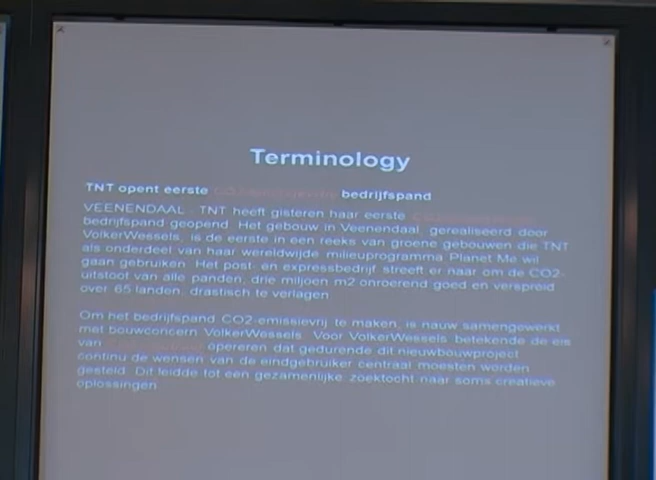 Terminology
TNT opent eerste bedrijfspand
VEENENDAAL - TNT heeft gisteren haar eerste
bedrijfspand geopend. Het gebouw in Veenendaal, gerealiseerd door
VolkerWessels, is de eerste in een reeks van groene gebouwen die TNT
als onderdeel van haar wereldwijde milieuprogramma Planet Me wil
gaan gebruiken. Het post- en expressbedrijf streeft er naar om de CO2-
uitstoot van alle panden, drie miljoen m2 onroerend goed en verspreid
over 65 landen, drastisch te verlagen.
Om het bedrijfspand CO2-emissievrij te maken, is nauw samengewerkt
met bouwconcern VolkerWessels. Voor VolkerWessels betekende de eis
van opereren dat gedurende dit nieuwbouwproject
continu de wensen van de eindgebruiker centraal moesten worden
gesteld. Dit leidde tot een gezamenlijke zoektocht naar soms creatieve
oplossingen